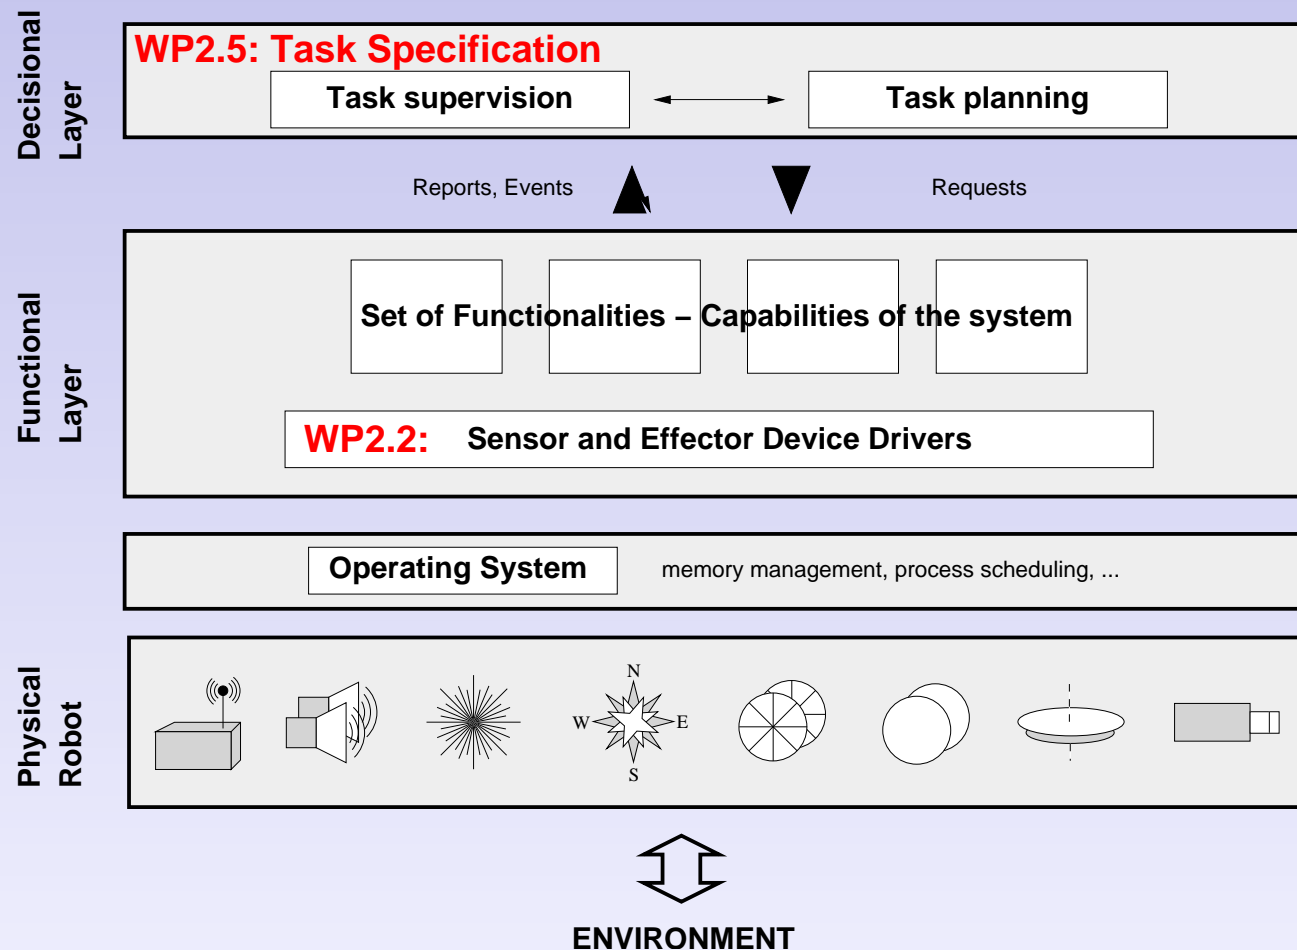 Decisional
Layer
WP2.5: Task Specification
Task supervision
Task planning
Reports, Events
Requests
Functional
Layer
Set of Functionalities – Capabilities of the system
WP2.2: Sensor and Effector Device Drivers
Operating System
memory management, process scheduling, ...
Physical
Robot
N
W
E
S
ENVIRONMENT